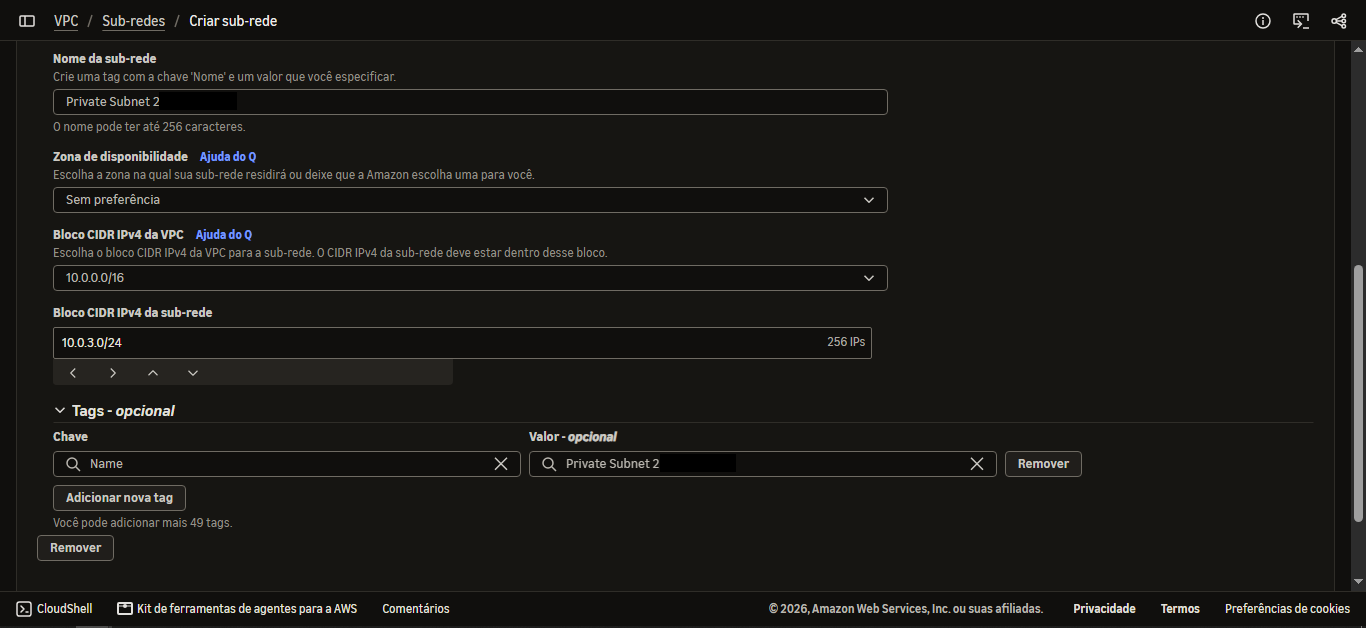 VPC / Sub-redes / Criar sub-rede
Nome da sub-rede
Crie uma tag com a chave 'Nome' e um valor que você especificar.
Private Subnet 2
O nome pode ter até 256 caracteres.
Zona de disponibilidade Ajuda do Q
Escolha a zona na qual sua sub-rede residirá ou deixe que a Amazon escolha uma para você.
Sem preferência
Bloco CIDR IPv4 da VPC Ajuda do Q
Escolha o bloco CIDR IPv4 da VPC para a sub-rede. O CIDR IPv4 da sub-rede deve estar dentro desse bloco.
10.0.0.0/16
Bloco CIDR IPv4 da sub-rede
10.0.3.0/24 256 IPs
Tags - opcional
Chave Valor - opcional
Name Private Subnet 2 Remover
Adicionar nova tag
Você pode adicionar mais 49 tags.
Remover
CloudShell Kit de ferramentas de agentes para a AWS Comentários © 2026, Amazon Web Services, Inc. ou suas afiliadas. Privacidade Termos Preferências de cookies